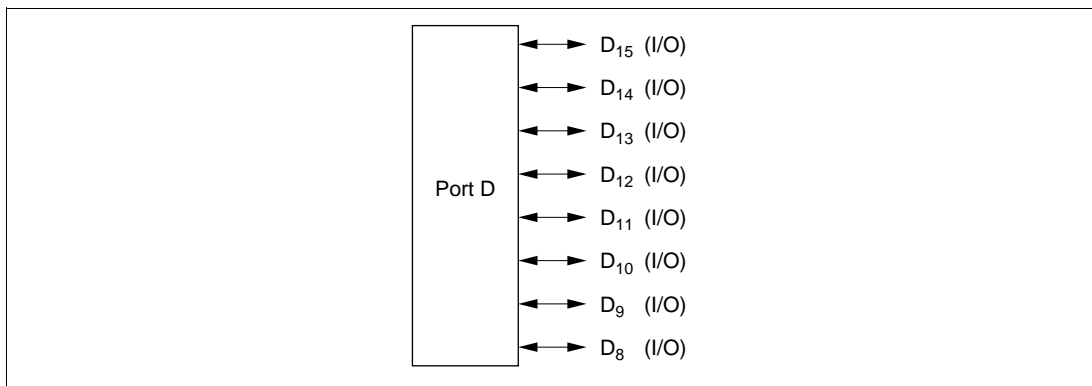 D15 (I/O)
D14 (I/O)
D13 (I/O)
D12 (I/O)
Port D
D11 (I/O)
D10 (I/O)
D9 (I/O)
D8 (I/O)